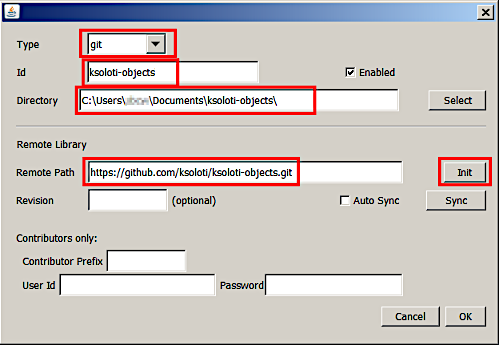 Type git
Id ksoloti-objects Enabled
Directory C:\Users\ \Documents\ksoloti-objects\ Select
Remote Library
Remote Path https://github.com/ksoloti/ksoloti-objects.git Init
Revision (optional) Auto Sync Sync
Contributors only:
Contributor Prefix
User Id Password
Cancel OK